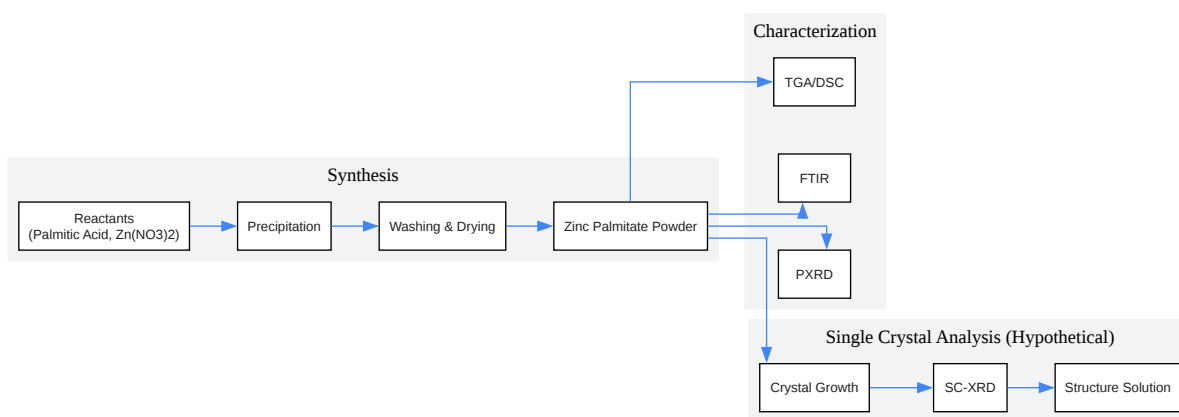 Characterization
TGA/DSC
FTIR
PXRD
Synthesis
Reactants
(Palmitic Acid, Zn(NO3)2)
Precipitation
Washing & Drying
Zinc Palmitate Powder
Single Crystal Analysis (Hypothetical)
Crystal Growth
SC-XRD
Structure Solution